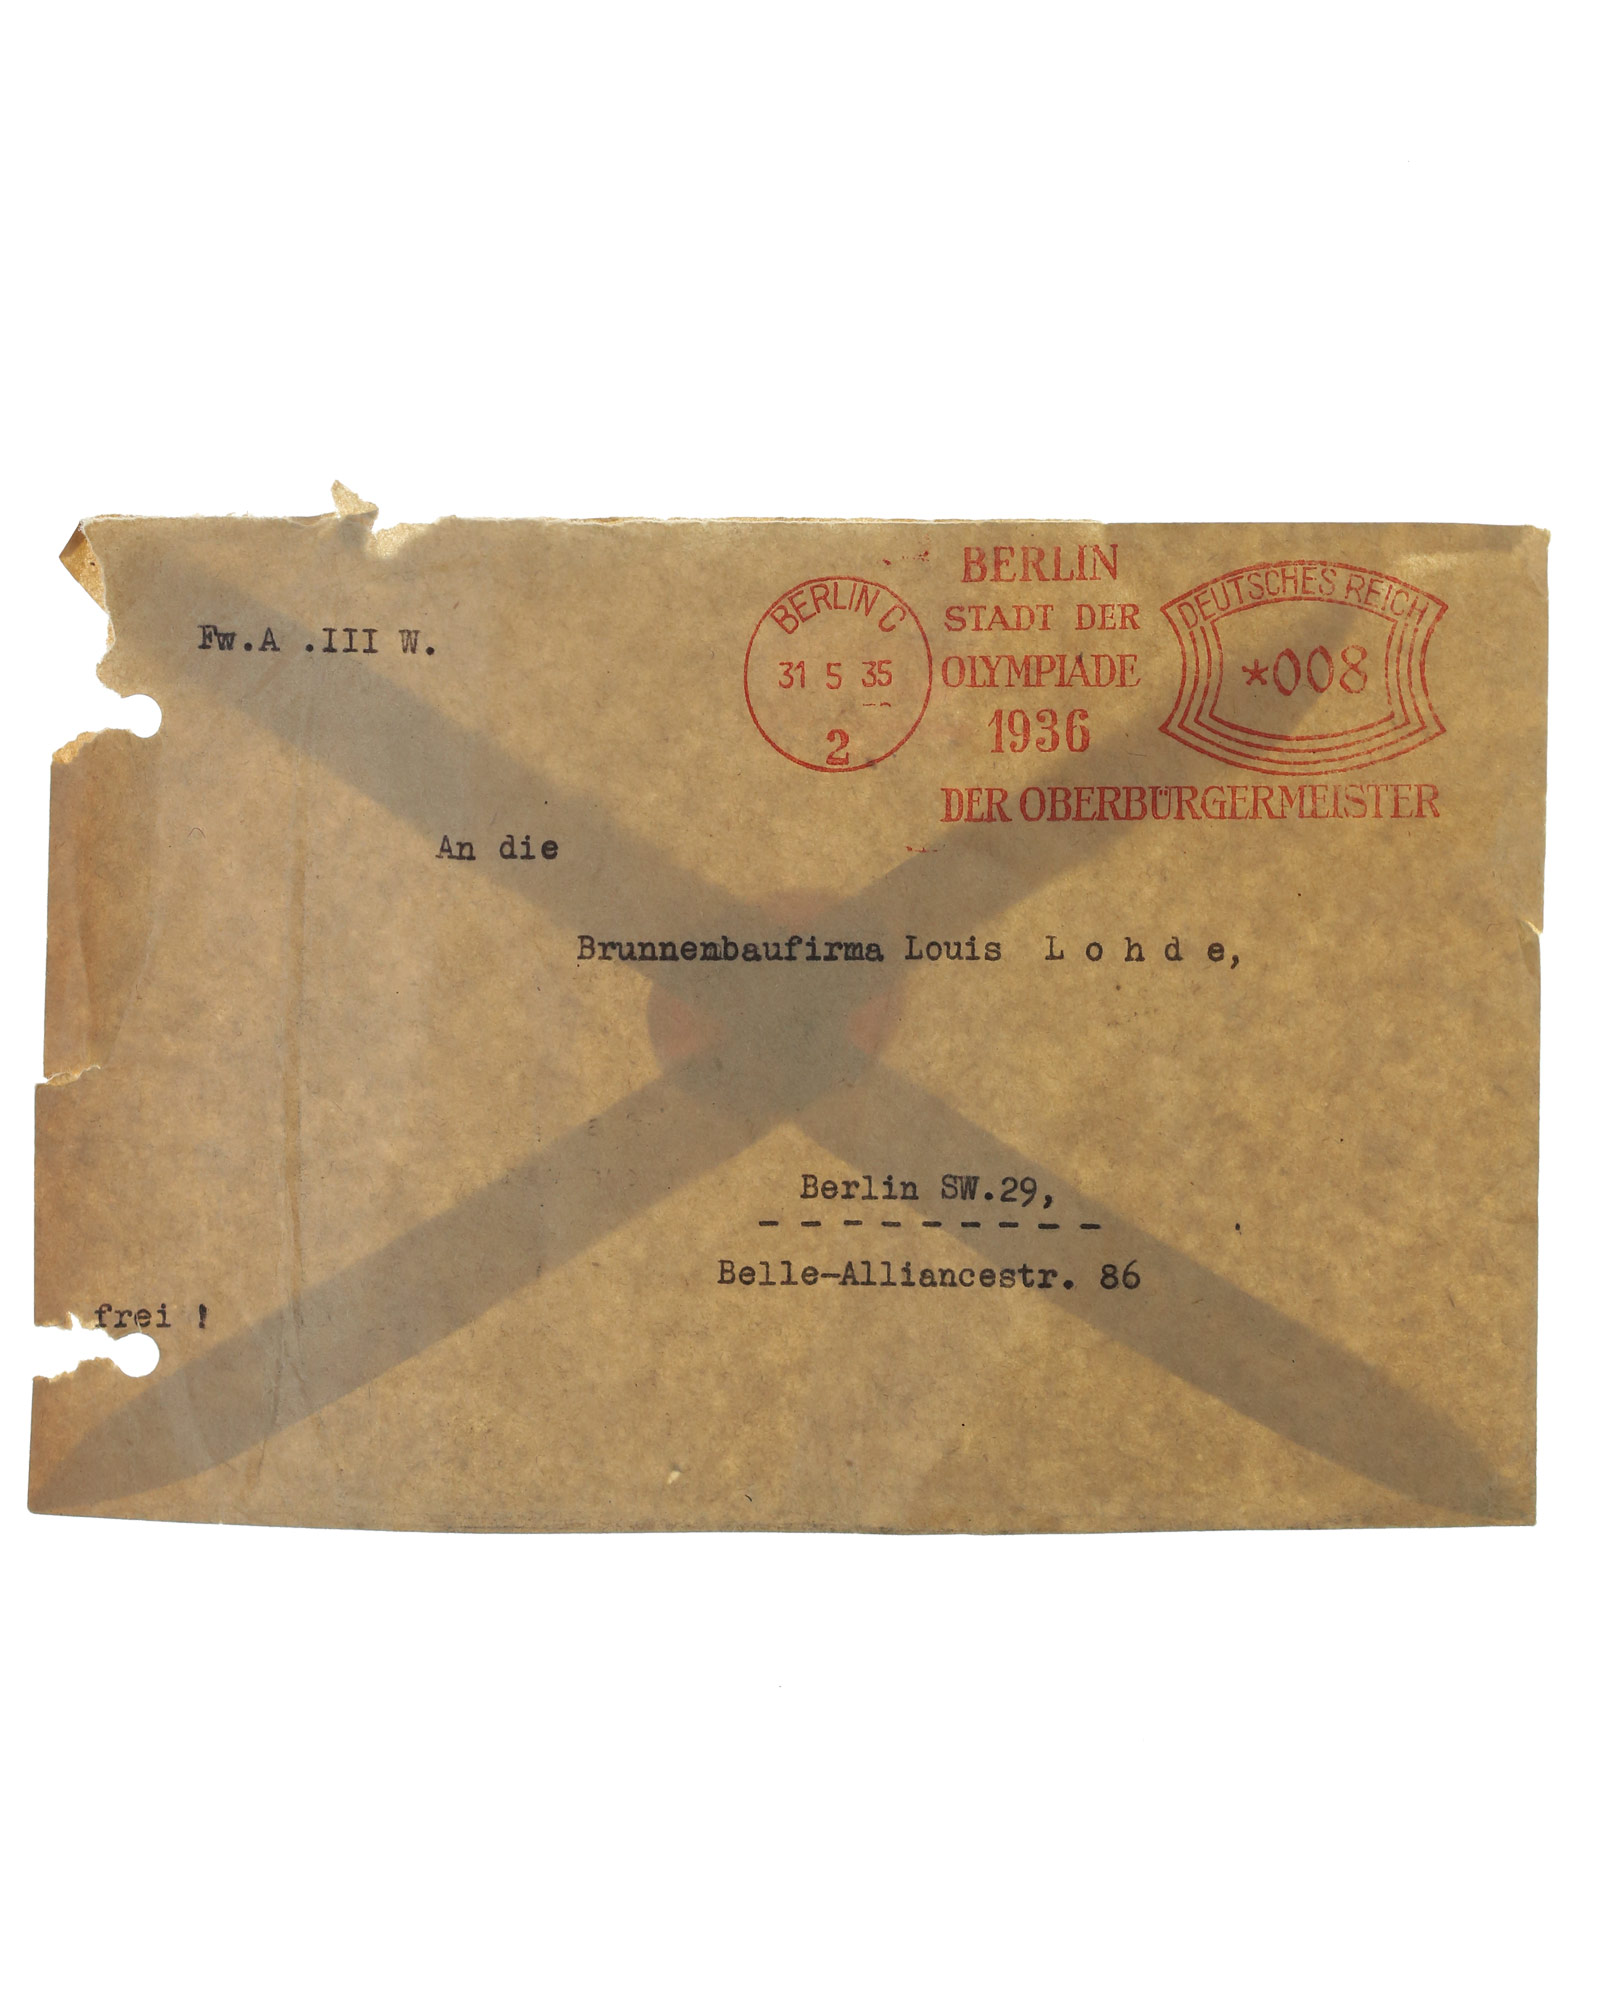 Fw.A .III W.
BERLIN C
31 5 35
2
BERLIN
STADT DER
OLYMPIADE
1936
DER OBERBÜRGERMEISTER
DEUTSCHES REICH
*008
An die
Brunnenbaufirma Louis L o h d e,
Berlin SW.29,
Belle-Alliancestr. 86
frei !